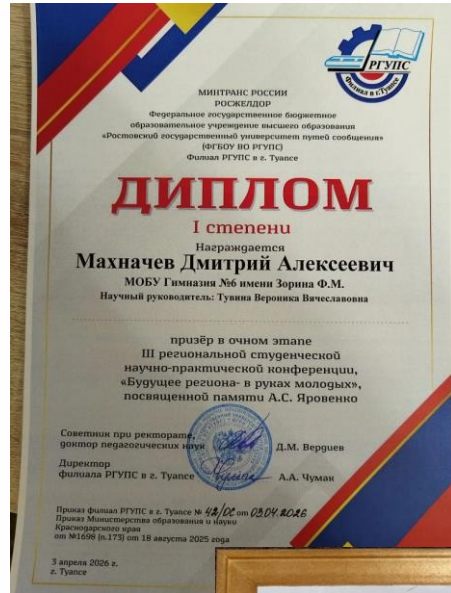 РГУПС
Филиал в г.Туапсе
МИНТРАНС РОССИИ
РОСЖЕЛДОР
Федеральное государственное бюджетное
образовательное учреждение высшего образования
«Ростовский государственный университет путей сообщения»
(ФГБОУ ВО РГУПС)
Филиал РГУПС в г. Туапсе
ДИПЛОМ
I степени
Награждается
Махначев Дмитрий Алексеевич
МОБУ Гимназия №6 имени Зорина Ф.М.
Научный руководитель: Тувина Вероника Вячеславовна
призёр в очном этапе
III региональной студенческой
научно-практической конференции,
«Будущее региона- в руках молодых»,
посвященной памяти А.С. Яровенко
Советник при ректорате,
доктор педагогических наук
Д.М. Вердиев
Директор
филиала РГУПС в г. Туапсе
А.А. Чумак
Приказ филиал РГУПС в г. Туапсе № 42/ОС от 03.04.2026
Приказ Министерства образования и науки
Краснодарского края
от №1698 (п.173) от 18 августа 2025 года
3 апреля 2026 г.
г. Туапсе